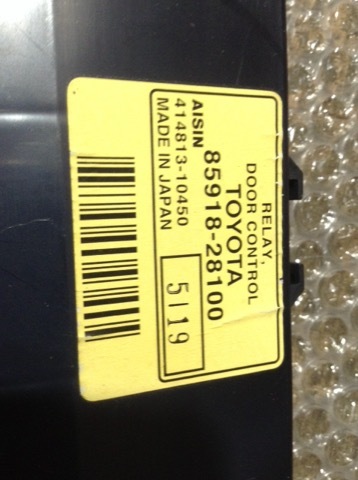 RELAY,
DOOR CONTROL
TOYOTA
85918-28100
AISIN
414813-10450
MADE IN JAPAN
5119